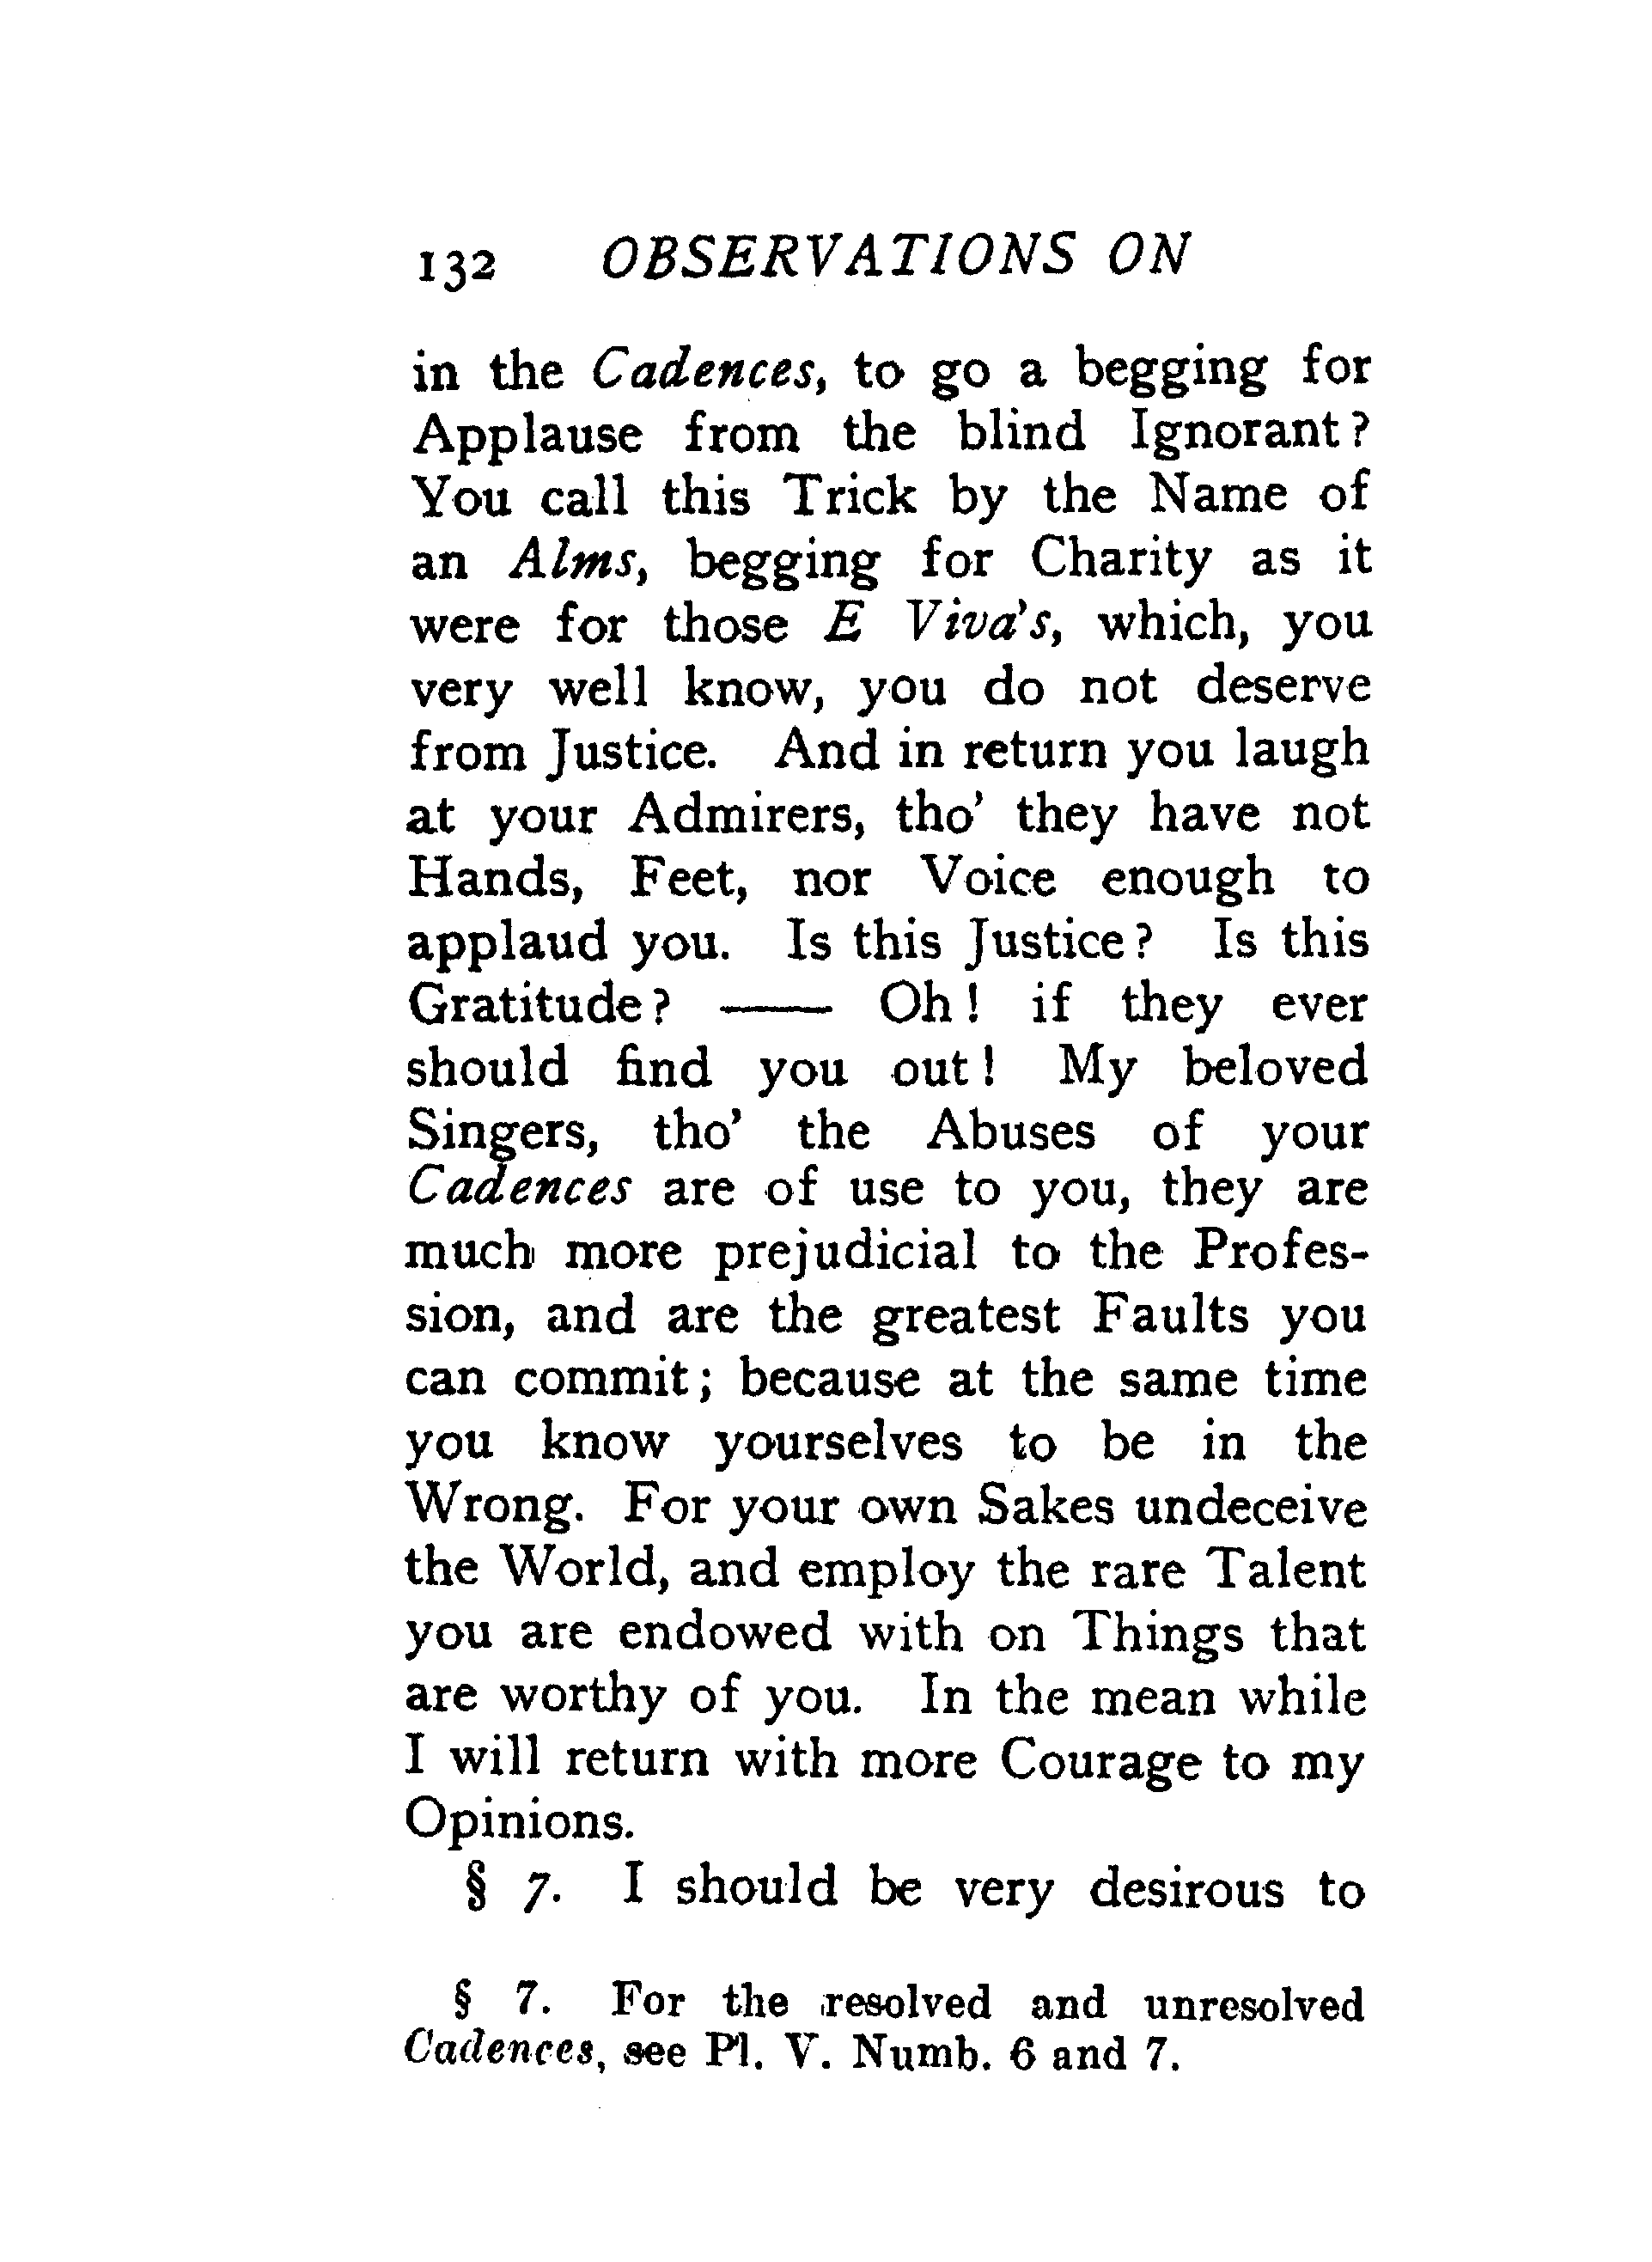 132 OBSERVATIONS ON
in the Cadences, to go a begging for
Applause from the blind Ignorant?
You call this Trick by the Name of
an Alms, begging for Charity as it
were for those E Viva's, which, you
very well know, you do not deserve
from Justice. And in return you laugh
at your Admirers, tho' they have not
Hands, Feet, nor Voice enough to
applaud you. Is this Justice? Is this
Gratitude? —— Oh! if they ever
should find you out! My beloved
Singers, tho' the Abuses of your
Cadences are of use to you, they are
much more prejudicial to the Profes-
sion, and are the greatest Faults you
can commit; because at the same time
you know yourselves to be in the
Wrong. For your own Sakes undeceive
the World, and employ the rare Talent
you are endowed with on Things that
are worthy of you. In the mean while
I will return with more Courage to my
Opinions.
§ 7. I should be very desirous to
§ 7. For the resolved and unresolved
Cadences, see Pl. V. Numb. 6 and 7.